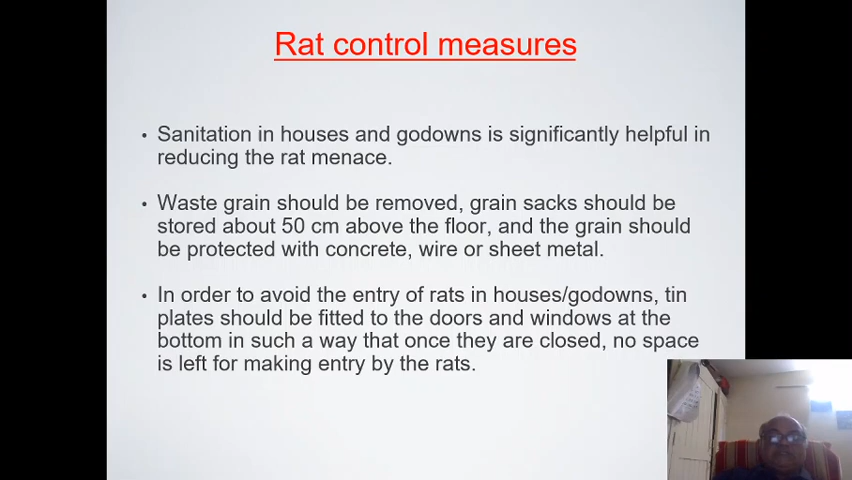 Rat control measures
• Sanitation in houses and godowns is significantly helpful in
reducing the rat menace.
• Waste grain should be removed, grain sacks should be
stored about 50 cm above the floor, and the grain should
be protected with concrete, wire or sheet metal.
• In order to avoid the entry of rats in houses/godowns, tin
plates should be fitted to the doors and windows at the
bottom in such a way that once they are closed, no space
is left for making entry by the rats.